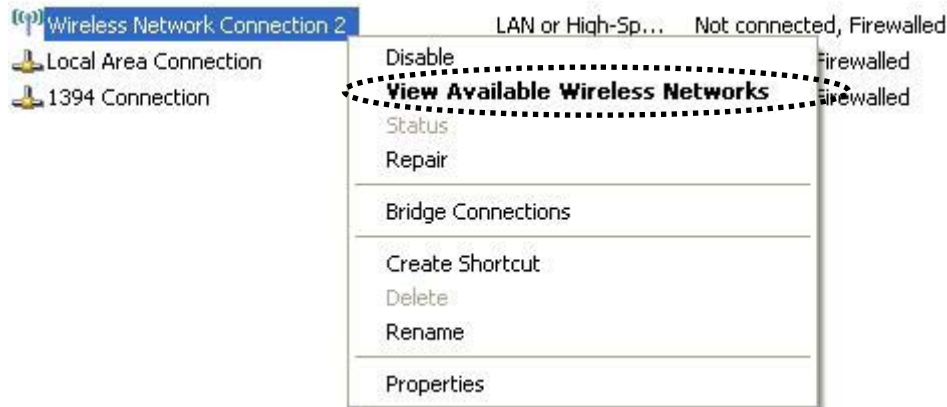 Wireless Network Connection 2 LAN or High-Sp... Not connected, Firewalled
Local Area Connection Firewalled
1394 Connection Firewalled
Disable
View Available Wireless Networks
Status
Repair
Bridge Connections
Create Shortcut
Delete
Rename
Properties